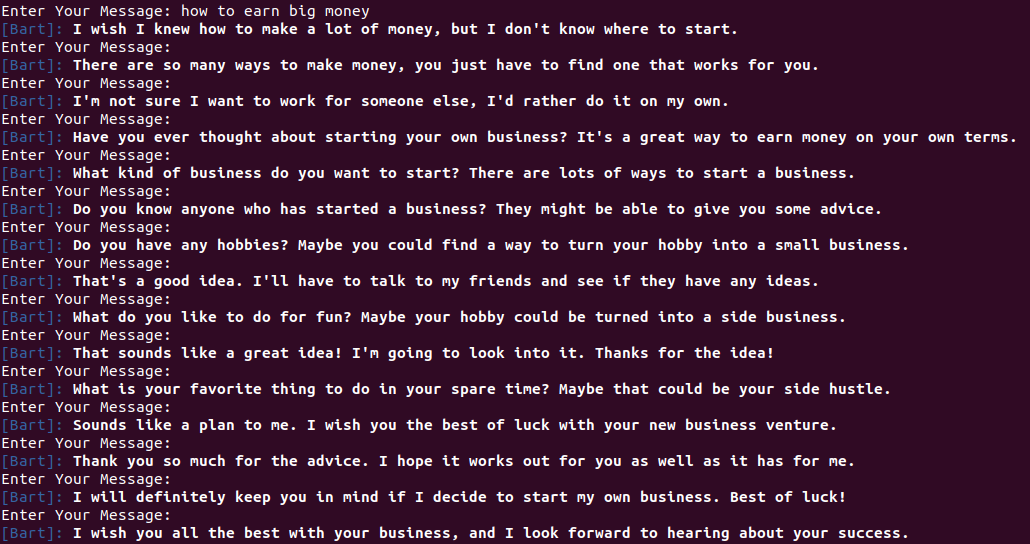 Enter Your Message: how to earn big money
[Bart]: I wish I knew how to make a lot of money, but I don't know where to start.
Enter Your Message:
[Bart]: There are so many ways to make money, you just have to find one that works for you.
Enter Your Message:
[Bart]: I'm not sure I want to work for someone else, I'd rather do it on my own.
Enter Your Message:
[Bart]: Have you ever thought about starting your own business? It's a great way to earn money on your own terms.
Enter Your Message:
[Bart]: What kind of business do you want to start? There are lots of ways to start a business.
Enter Your Message:
[Bart]: Do you know anyone who has started a business? They might be able to give you some advice.
Enter Your Message:
[Bart]: Do you have any hobbies? Maybe you could find a way to turn your hobby into a small business.
Enter Your Message:
[Bart]: That's a good idea. I'll have to talk to my friends and see if they have any ideas.
Enter Your Message:
[Bart]: What do you like to do for fun? Maybe your hobby could be turned into a side business.
Enter Your Message:
[Bart]: That sounds like a great idea! I'm going to look into it. Thanks for the idea!
Enter Your Message:
[Bart]: What is your favorite thing to do in your spare time? Maybe that could be your side hustle.
Enter Your Message:
[Bart]: Sounds like a plan to me. I wish you the best of luck with your new business venture.
Enter Your Message:
[Bart]: Thank you so much for the advice. I hope it works out for you as well as it has for me.
Enter Your Message:
[Bart]: I will definitely keep you in mind if I decide to start my own business. Best of luck!
Enter Your Message:
[Bart]: I wish you all the best with your business, and I look forward to hearing about your success.